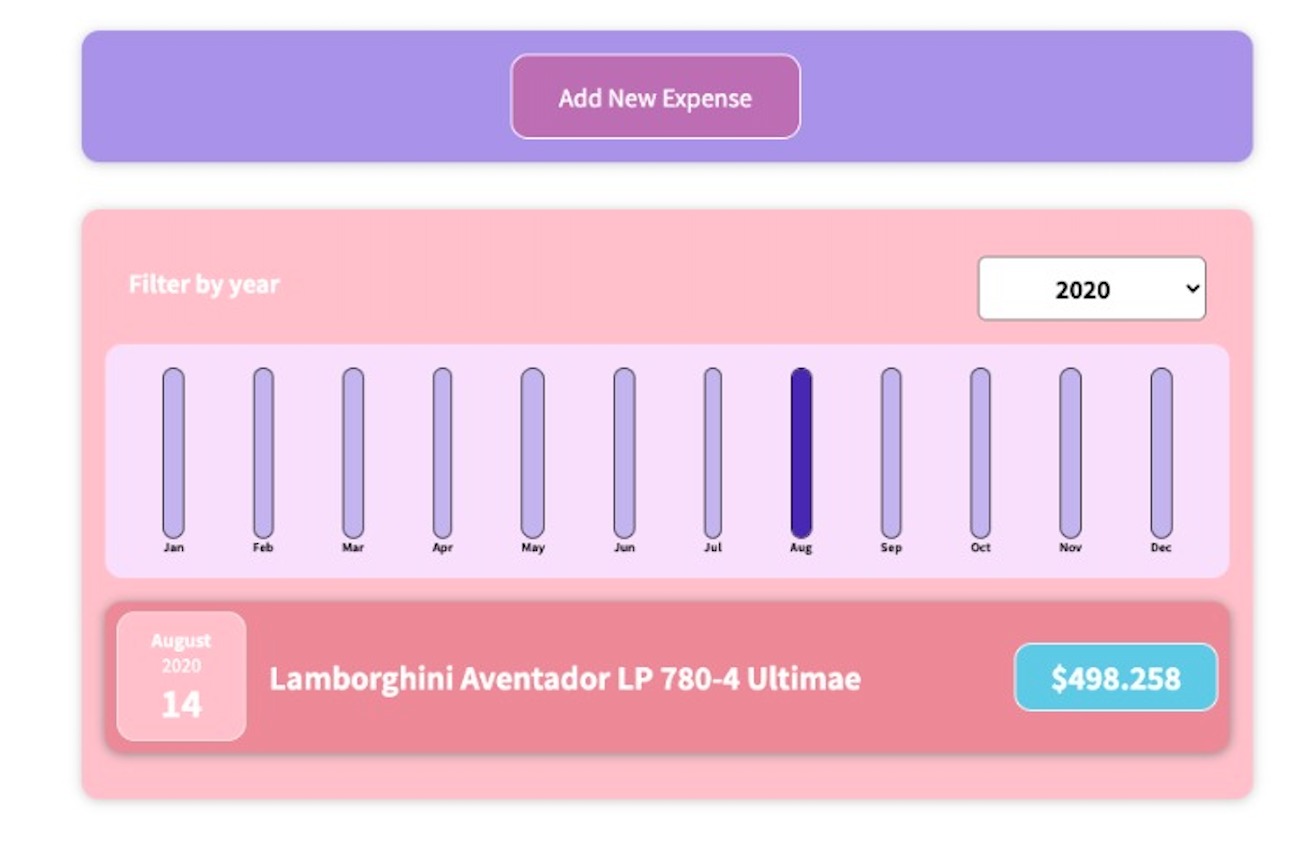 Add New Expense
Filter by year
2020
Jan Feb Mar Apr May Jun Jul Aug Sep Oct Nov Dec
August
2020
14
Lamborghini Aventador LP 780-4 Ultimae
$498.258